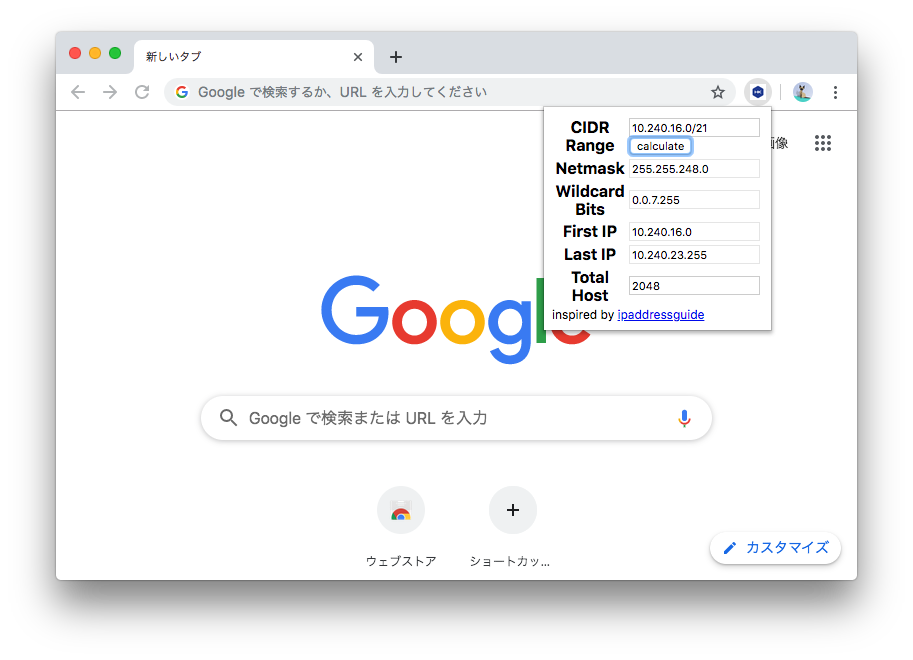 新しいタブ
Google で検索するか、URL を入力してください
画像
CIDR Range
10.240.16.0/21
calculate
Netmask
255.255.248.0
Wildcard Bits
0.0.7.255
First IP
10.240.16.0
Last IP
10.240.23.255
Total Host
2048
inspired by ipaddressguide
Google
Google で検索または URL を入力
ウェブストア
ショートカッ...
カスタマイズ